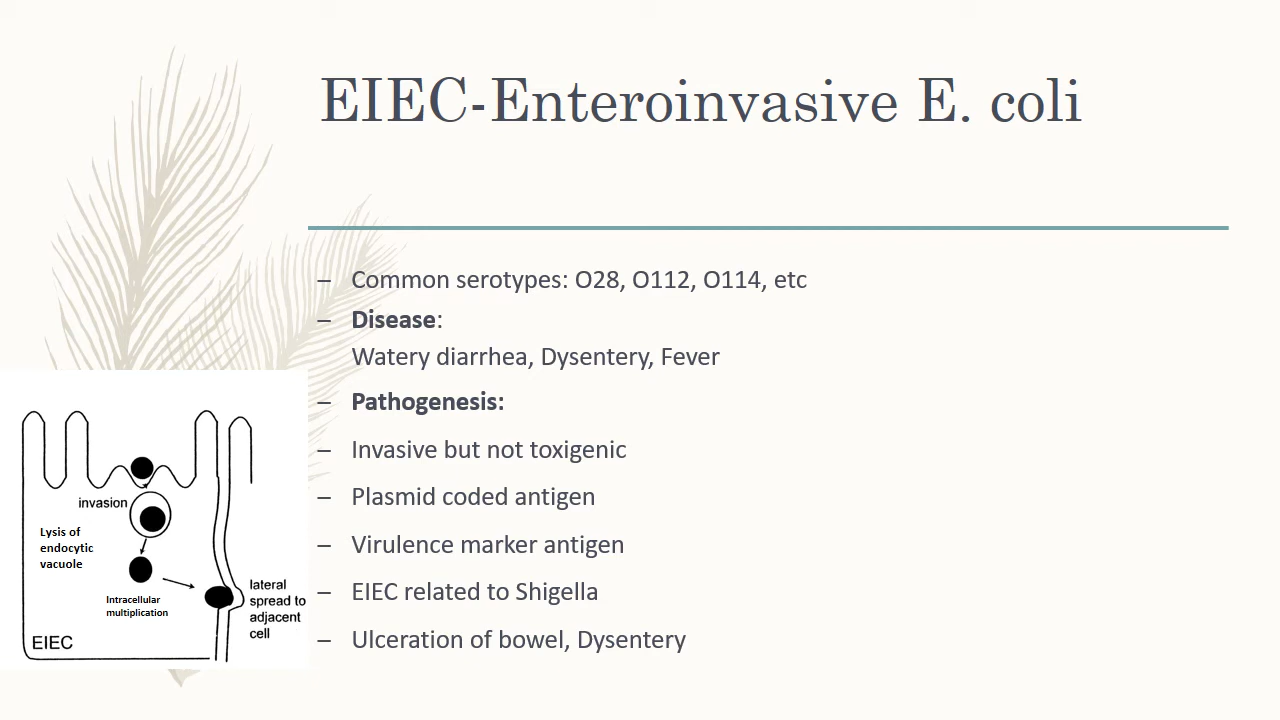 EIEC-Enteroinvasive E. coli
– Common serotypes: O28, O112, O114, etc
– Disease:
Watery diarrhea, Dysentery, Fever
– Pathogenesis:
– Invasive but not toxigenic
– Plasmid coded antigen
– Virulence marker antigen
– EIEC related to Shigella
– Ulceration of bowel, Dysentery
invasion
Lysis of
endocytic
vacuole
Intracellular
multiplication
lateral
spread to
adjacent
cell
EIEC